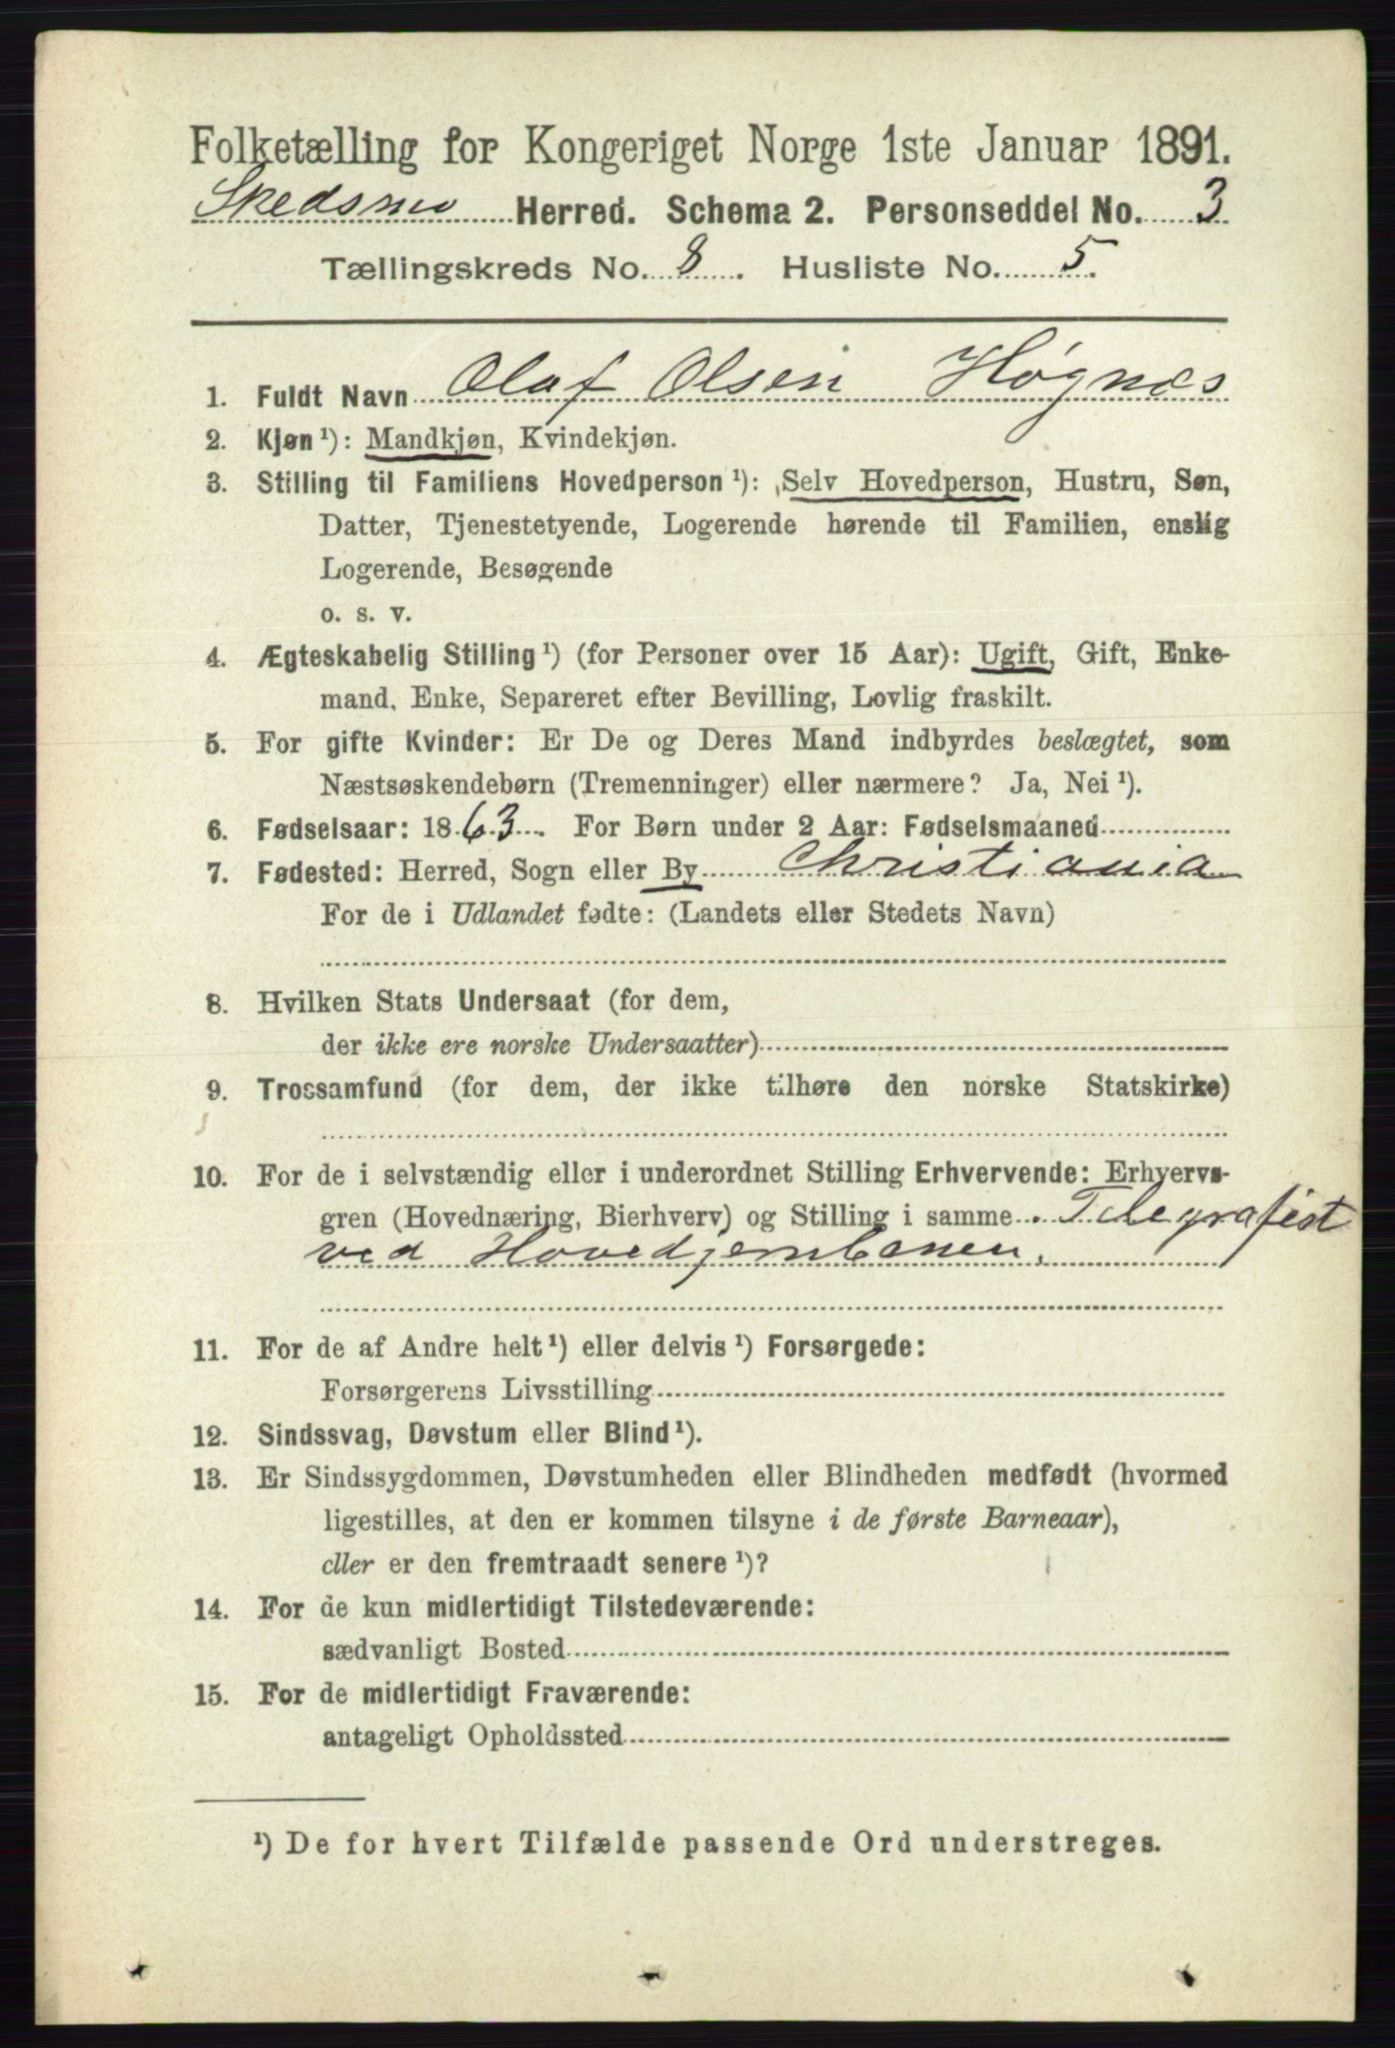 Folketælling for Kongeriget Norge 1ste Januar 1891.
Skedsmo Herred. Schema 2. Personseddel No. 3
Tællingskreds No. 8. Husliste No. 5.
1. Fuldt Navn Olaf Olsen Høgnæs
2. Kjøn ¹): Mandkjøn, Kvindekjøn.
3. Stilling til Familiens Hovedperson ¹): Selv Hovedperson, Hustru, Søn,
Datter, Tjenestetyende, Logerende hørende til Familien, enslig
Logerende, Besøgende
o. s. v.
4. Ægteskabelig Stilling ¹) (for Personer over 15 Aar): Ugift, Gift, Enke-
mand, Enke, Separeret efter Bevilling, Lovlig fraskilt.
5. For gifte Kvinder: Er De og Deres Mand indbyrdes beslægtet, som
Næstsøskendebørn (Tremenninger) eller nærmere? Ja, Nei ¹).
6. Fødselsaar: 1863. For Børn under 2 Aar: Fødselsmaaned
7. Fødested: Herred, Sogn eller By Christiania
For de i Udlandet fødte: (Landets eller Stedets Navn)
8. Hvilken Stats Undersaat (for dem,
der ikke ere norske Undersaatter)
9. Trossamfund (for dem, der ikke tilhøre den norske Statskirke)
10. For de i selvstændig eller i underordnet Stilling Erhvervende: Erhvervs-
gren (Hovednæring, Bierhverv) og Stilling i samme Telegrafist
ved Hovedjernbanen.
11. For de af Andre helt ¹) eller delvis ¹) Forsørgede:
Forsørgerens Livsstilling
12. Sindssvag, Døvstum eller Blind ¹).
13. Er Sindssygdommen, Døvstumheden eller Blindheden medfødt (hvormed
ligestilles, at den er kommen tilsyne i de første Barneaar),
eller er den fremtraadt senere ¹)?
14. For de kun midlertidigt Tilstedeværende:
sædvanligt Bosted
15. For de midlertidigt Fraværende:
antageligt Opholdssted
¹) De for hvert Tilfælde passende Ord understreges.